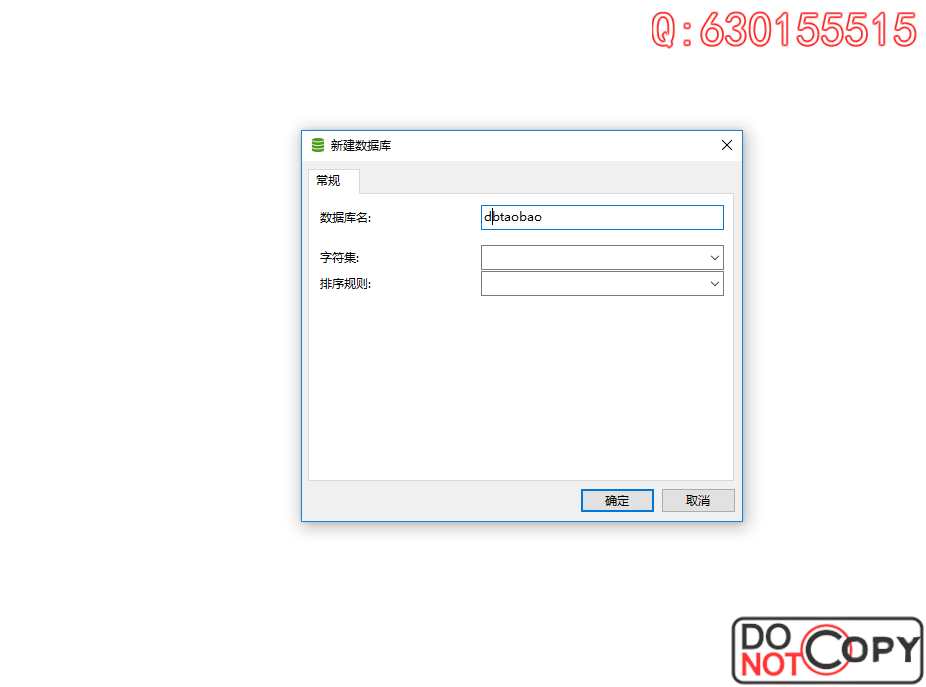 Q:630155515
新建数据库
常规
数据库名:
dbtaobao
字符集:
排序规则:
确定
取消
DO NOT COPY